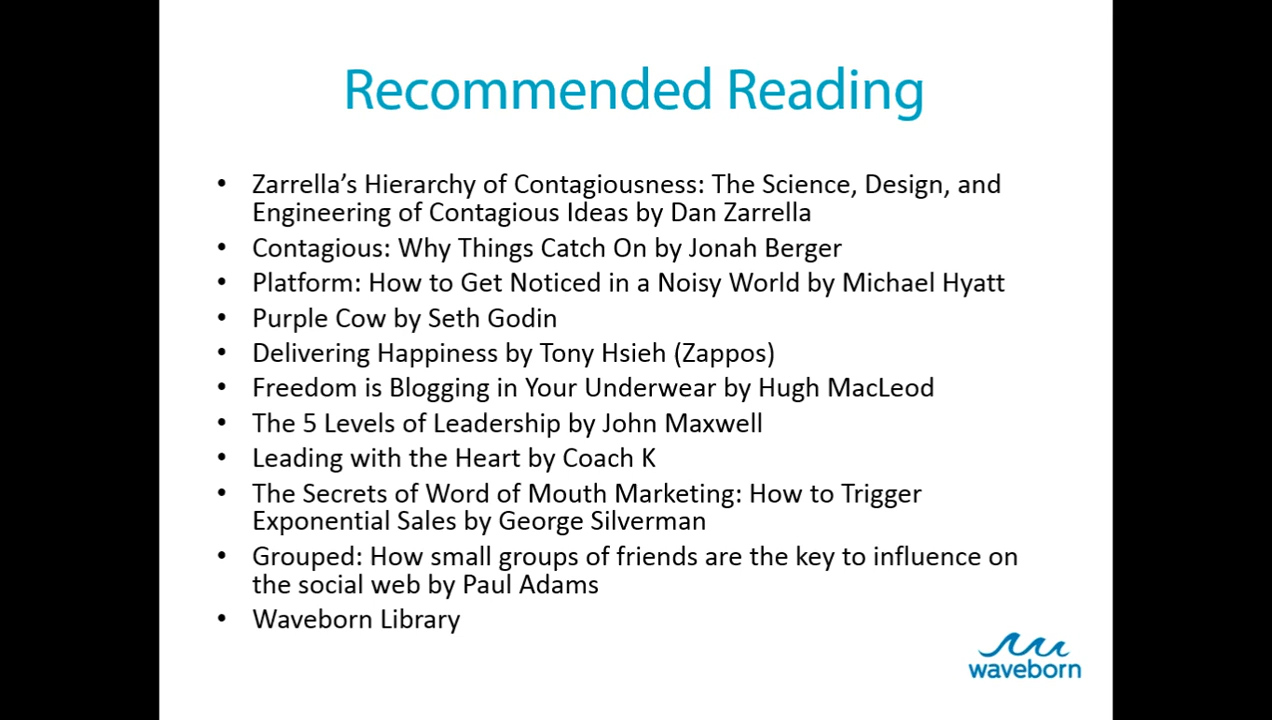 Recommended Reading
• Zarrella’s Hierarchy of Contagiousness: The Science, Design, and
Engineering of Contagious Ideas by Dan Zarrella
• Contagious: Why Things Catch On by Jonah Berger
• Platform: How to Get Noticed in a Noisy World by Michael Hyatt
• Purple Cow by Seth Godin
• Delivering Happiness by Tony Hsieh (Zappos)
• Freedom is Blogging in Your Underwear by Hugh MacLeod
• The 5 Levels of Leadership by John Maxwell
• Leading with the Heart by Coach K
• The Secrets of Word of Mouth Marketing: How to Trigger
Exponential Sales by George Silverman
• Grouped: How small groups of friends are the key to influence on
the social web by Paul Adams
• Waveborn Library
waveborn